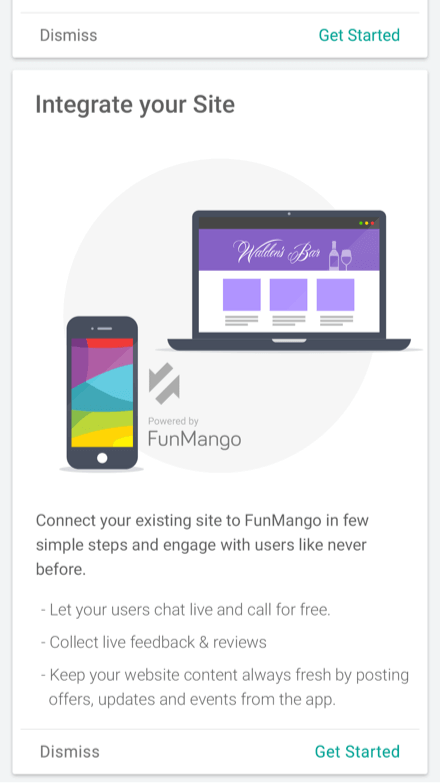 Dismiss
Get Started
Integrate your Site
Walden's Bar
Powered by
FunMango
Connect your existing site to FunMango in few
simple steps and engage with users like never
before.
- Let your users chat live and call for free.
- Collect live feedback & reviews
- Keep your website content always fresh by posting
offers, updates and events from the app.
Dismiss
Get Started